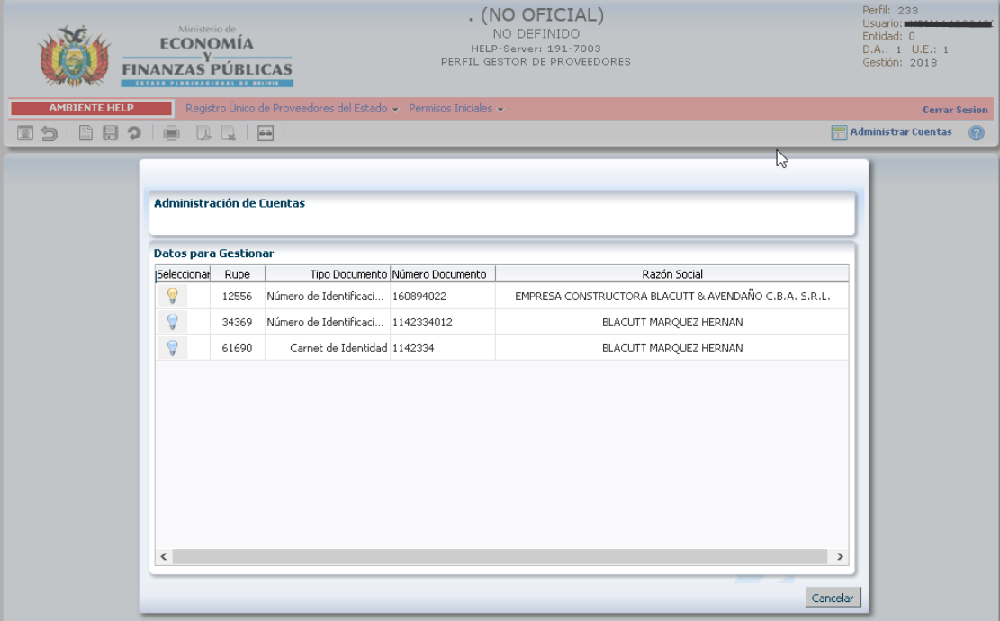 Ministerio de
ECONOMÍA
Y
FINANZAS PÚBLICAS
ESTADO PLURINACIONAL DE BOLIVIA
. (NO OFICIAL)
NO DEFINIDO
HELP-Server: 191-7003
PERFIL GESTOR DE PROVEEDORES
Perfil: 233
Usuario:
Entidad: 0
D.A.: 1 U.E.: 1
Gestión: 2018
AMBIENTE HELP Registro Único de Proveedores del Estado Permisos Iniciales Cerrar Sesion
Administrar Cuentas ?
Administración de Cuentas
Datos para Gestionar
Seleccionar Rupe Tipo Documento Número Documento Razón Social
12556 Número de Identificaci... 160894022 EMPRESA CONSTRUCTORA BLACUTT & AVENDAÑO C.B.A. S.R.L.
34369 Número de Identificaci... 1142334012 BLACUTT MARQUEZ HERNAN
61690 Carnet de Identidad 1142334 BLACUTT MARQUEZ HERNAN
Cancelar